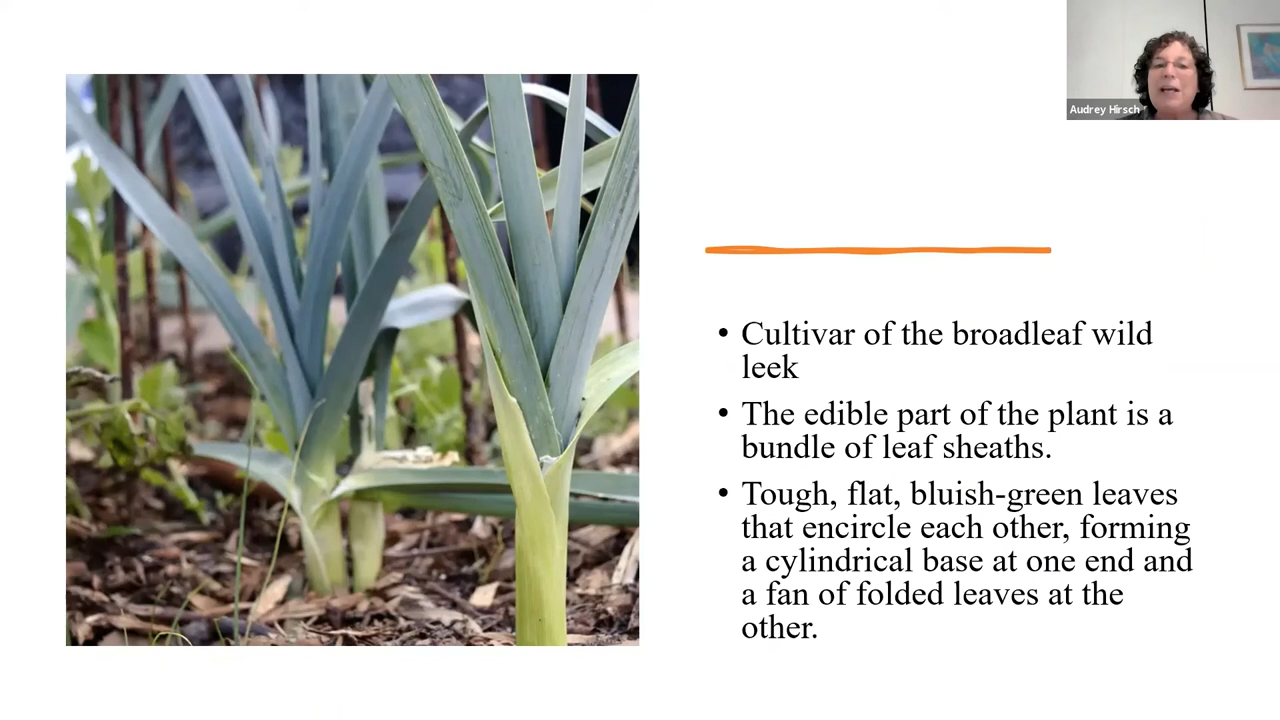 Audrey Hirsch
• Cultivar of the broadleaf wild
leek
• The edible part of the plant is a
bundle of leaf sheaths.
• Tough, flat, bluish-green leaves
that encircle each other, forming
a cylindrical base at one end and
a fan of folded leaves at the
other.